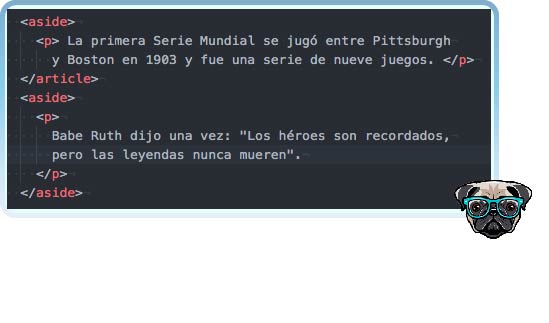 <aside>
<p> La primera Serie Mundial se jugó entre Pittsburgh
y Boston en 1903 y fue una serie de nueve juegos. </p>
</article>
<aside>
<p>
Babe Ruth dijo una vez: "Los héroes son recordados,
pero las leyendas nunca mueren".
</p>
</aside>